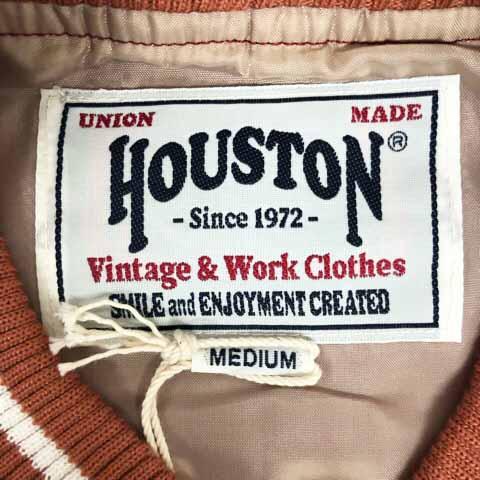 UNION MADE
HOUSTON®
- Since 1972 -
Vintage & Work Clothes
SMILE and ENJOYMENT CREATED
MEDIUM